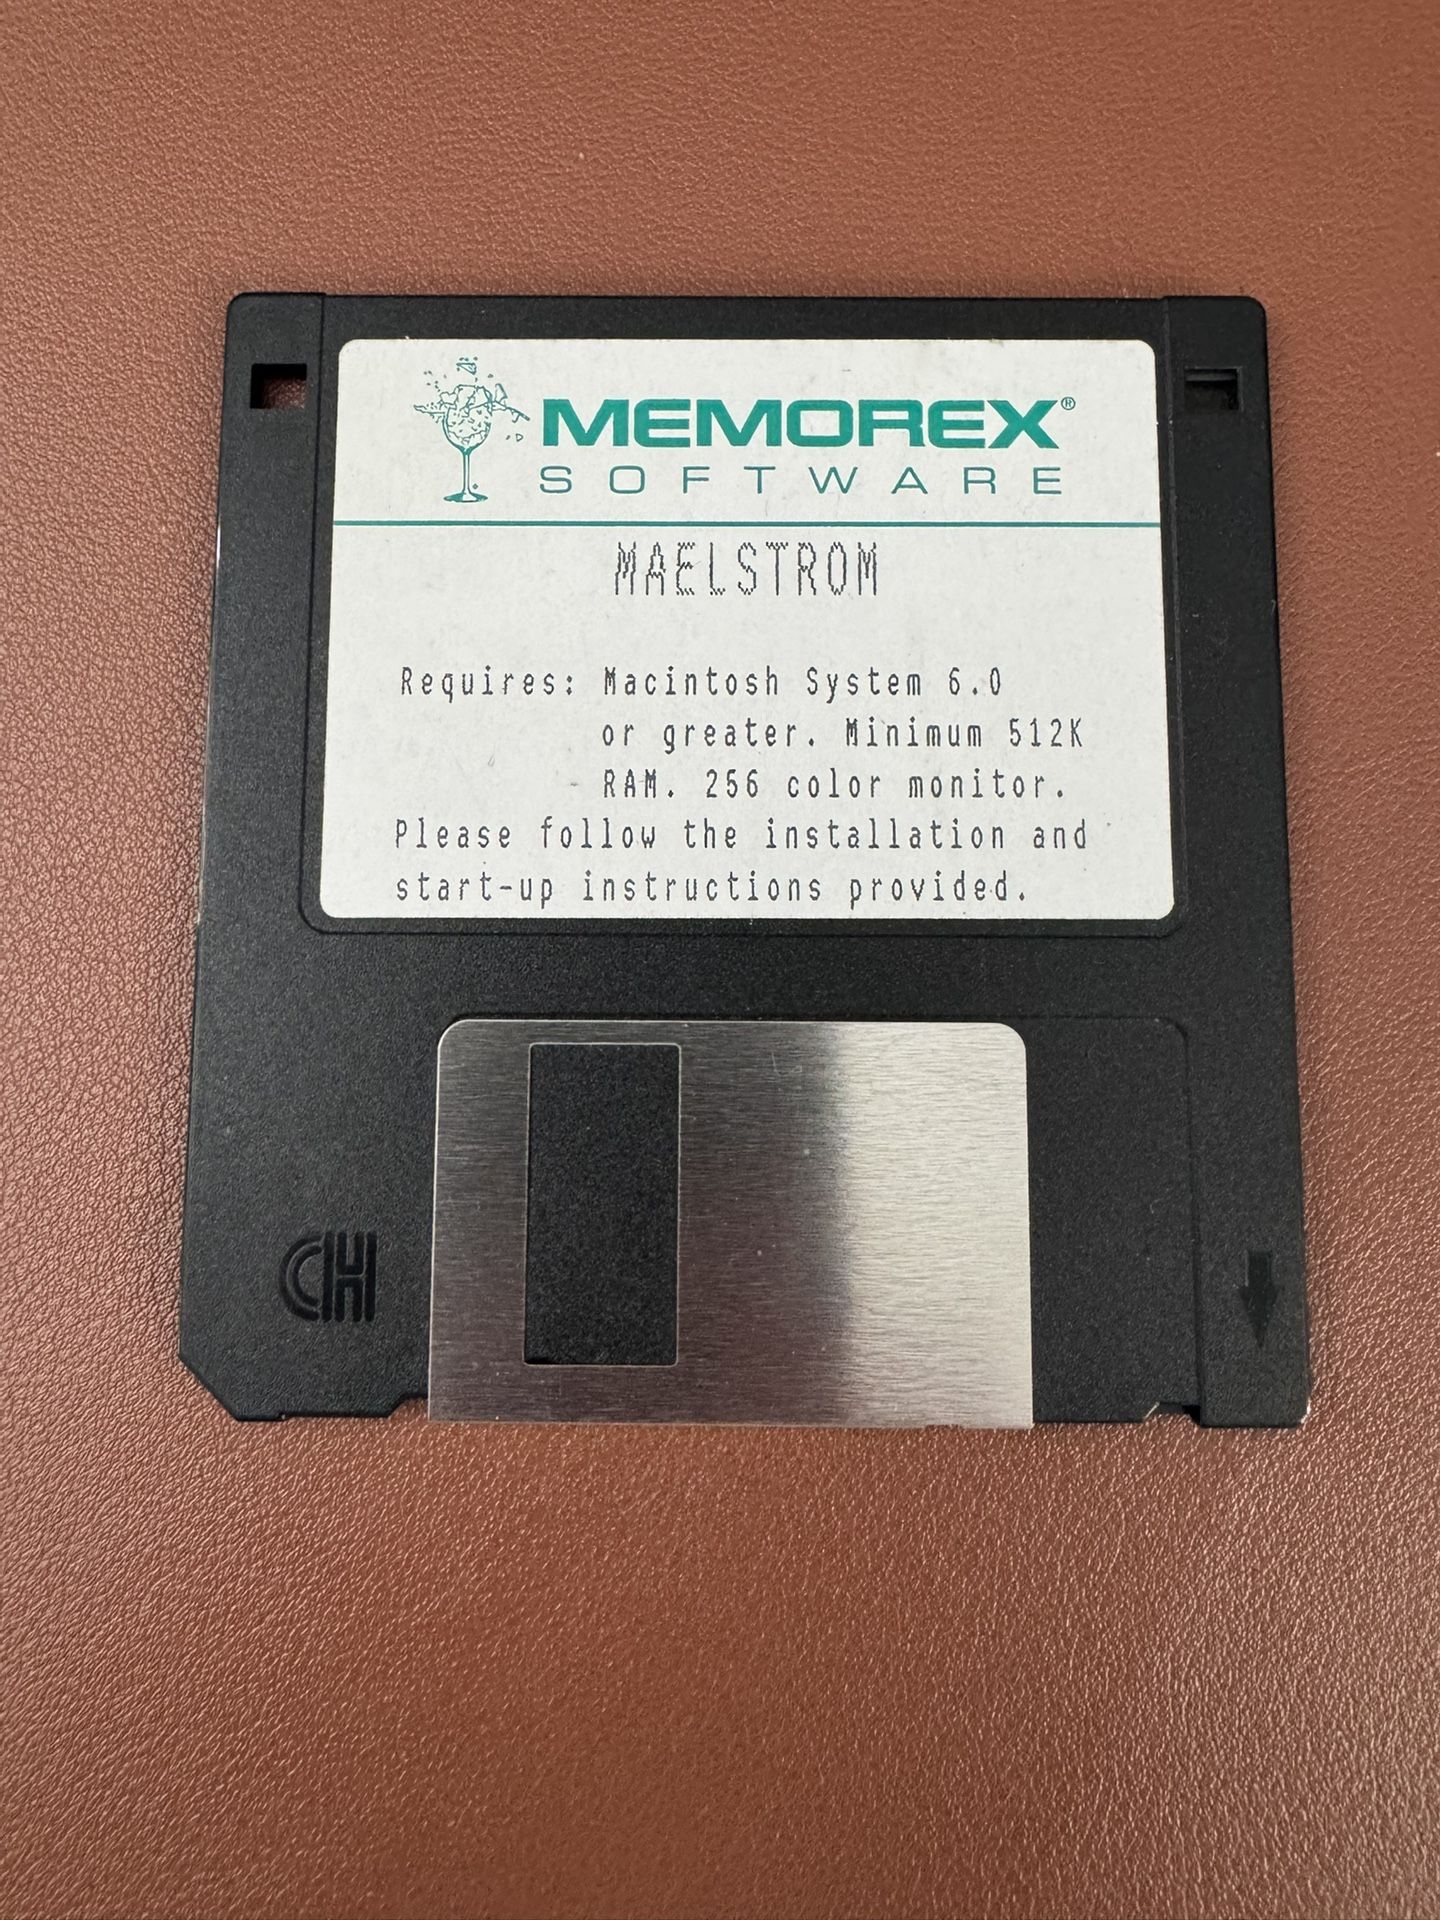 MEMOREX®
SOFTWARE
MAELSTROM
Requires: Macintosh System 6.0
or greater. Minimum 512K
RAM. 256 color monitor.
Please follow the installation and
start-up instructions provided.
CH